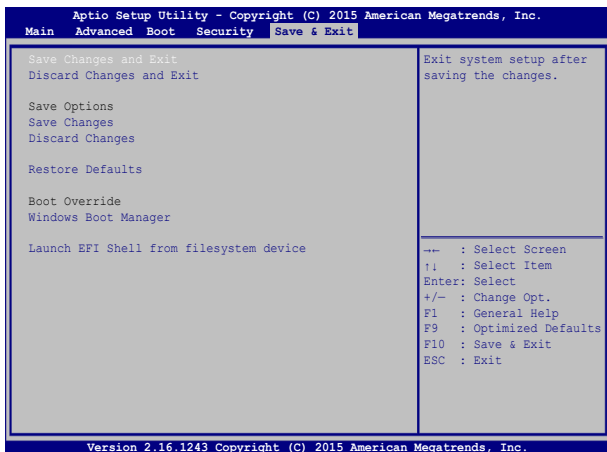 Aptio Setup Utility - Copyright (C) 2015 American Megatrends, Inc.
Main Advanced Boot Security Save & Exit
Save Changes and Exit
Discard Changes and Exit
Save Options
Save Changes
Discard Changes
Restore Defaults
Boot Override
Windows Boot Manager
Launch EFI Shell from filesystem device
Exit system setup after
saving the changes.
→← : Select Screen
↑↓ : Select Item
Enter: Select
+/— : Change Opt.
F1 : General Help
F9 : Optimized Defaults
F10 : Save & Exit
ESC : Exit
Version 2.16.1243 Copyright (C) 2015 American Megatrends, Inc.